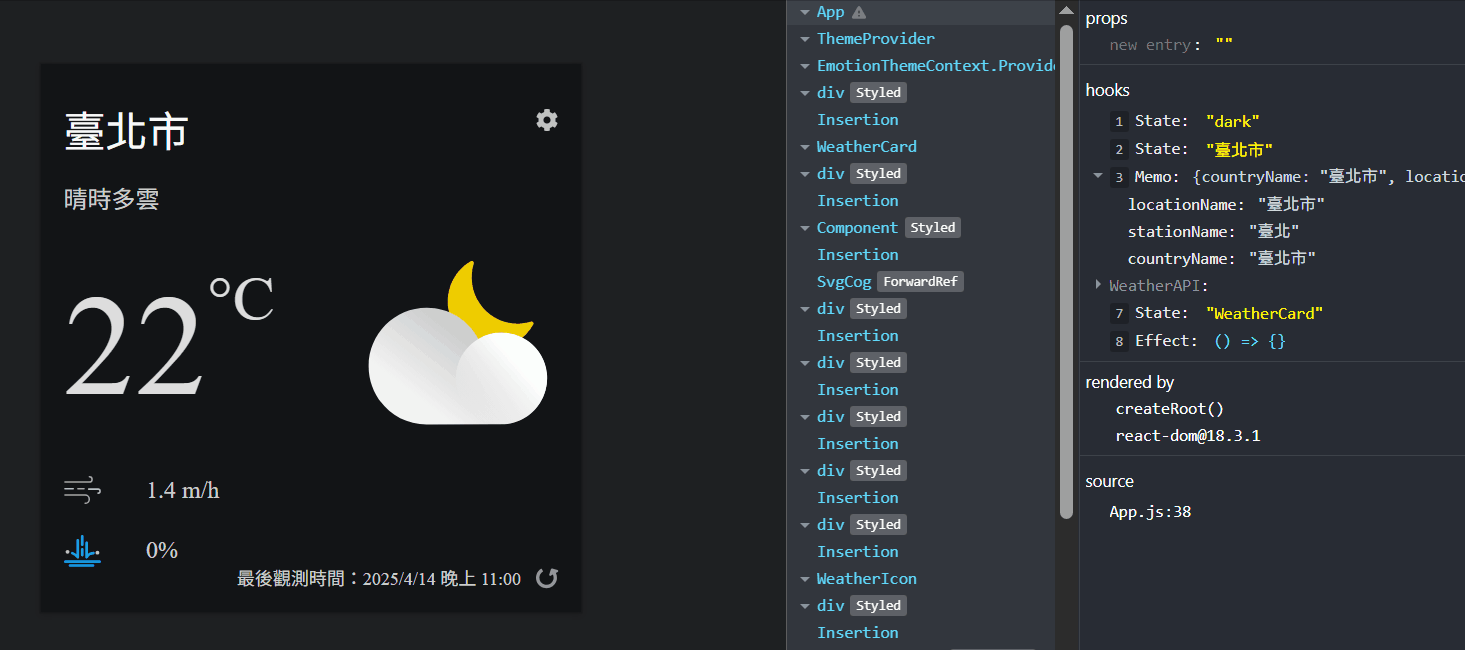 臺北市
晴時多雲
22 °C
1.4 m/h
0%
最後觀測時間：2025/4/14 晚上 11:00
App
ThemeProvider
EmotionThemeContext.Provide
div Styled
Insertion
WeatherCard
div Styled
Insertion
Component Styled
Insertion
SvgCog ForwardRef
div Styled
Insertion
div Styled
Insertion
div Styled
Insertion
div Styled
Insertion
div Styled
Insertion
WeatherIcon
div Styled
Insertion
props
new entry: ""
hooks
1 State: "dark"
2 State: "臺北市"
3 Memo: {countryName: "臺北市", locatio
locationName: "臺北市"
stationName: "臺北"
countryName: "臺北市"
WeatherAPI:
7 State: "WeatherCard"
8 Effect: () => {}
rendered by
createRoot()
react-dom@18.3.1
source
App.js:38